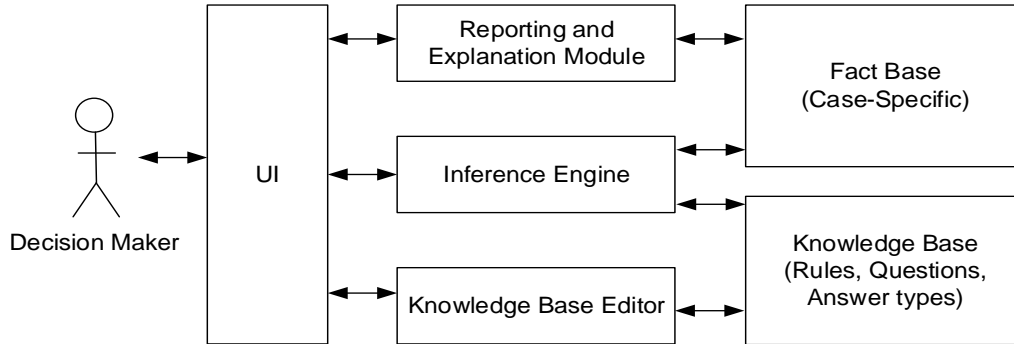 Reporting and
Explanation Module
Fact Base
(Case-Specific)
UI
Inference Engine
Decision Maker
Knowledge Base
(Rules, Questions,
Answer types)
Knowledge Base Editor